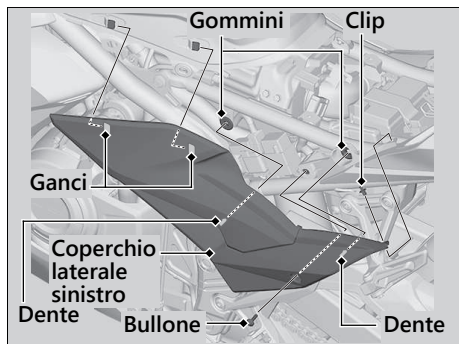 Gommini
Clip
Ganci
Coperchio
laterale
sinistro
Dente
Bullone
Dente